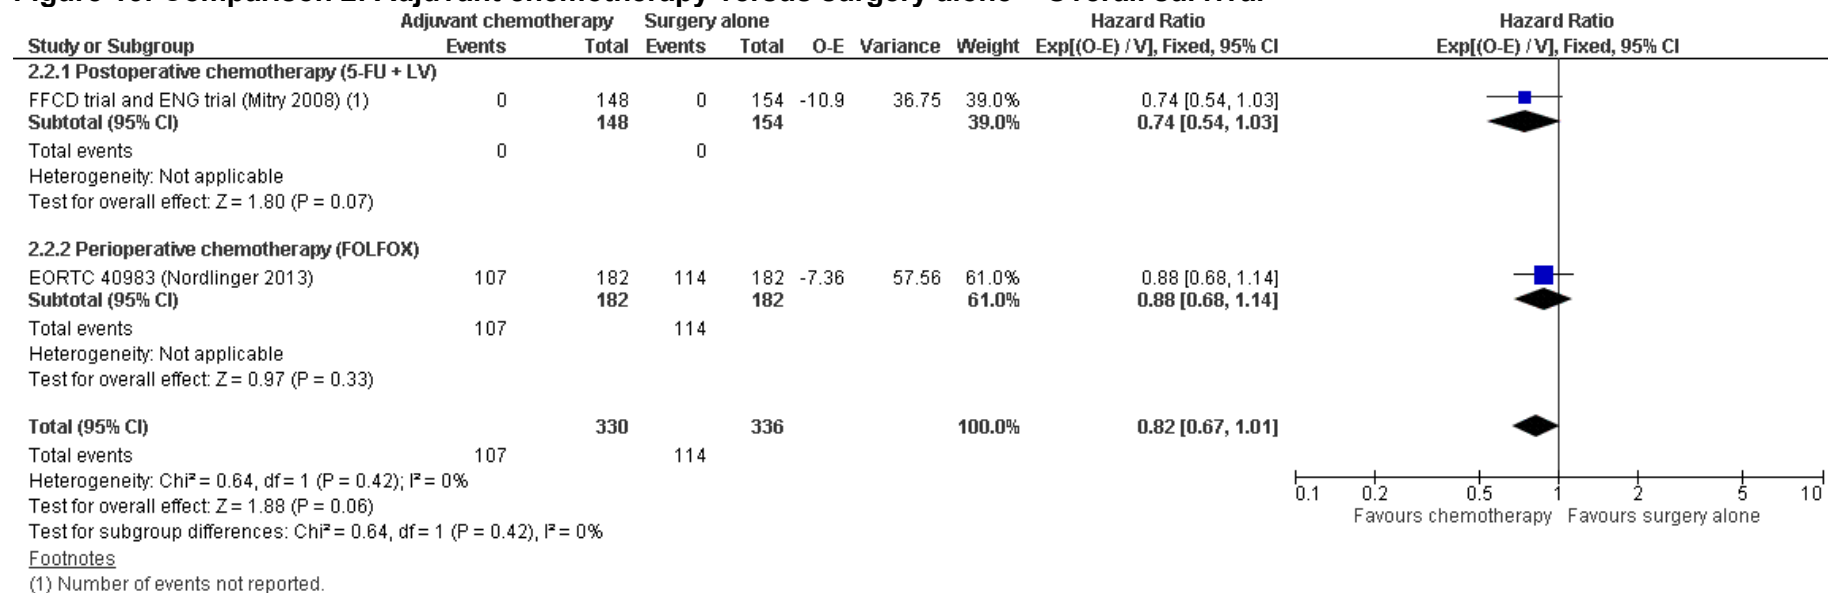 Adjuvant chemotherapy Surgery alone Hazard Ratio Hazard Ratio
Study or Subgroup Events Total Events Total O-E Variance Weight Exp[(O-E) / V], Fixed, 95% CI Exp[(O-E) / V], Fixed, 95% CI
2.2.1 Postoperative chemotherapy (5-FU + LV)
FFCD trial and ENG trial (Mitry 2008) (1) 0 148 0 154 -10.9 36.75 39.0% 0.74 [0.54, 1.03]
Subtotal (95% CI) 148 154 39.0% 0.74 [0.54, 1.03]
Total events 0 0
Heterogeneity: Not applicable
Test for overall effect: Z = 1.80 (P = 0.07)
2.2.2 Perioperative chemotherapy (FOLFOX)
EORTC 40983 (Nordlinger 2013) 107 182 114 182 -7.36 57.56 61.0% 0.88 [0.68, 1.14]
Subtotal (95% CI) 182 182 61.0% 0.88 [0.68, 1.14]
Total events 107 114
Heterogeneity: Not applicable
Test for overall effect: Z = 0.97 (P = 0.33)
Total (95% CI) 330 336 100.0% 0.82 [0.67, 1.01]
Total events 107 114
Heterogeneity: Chi² = 0.64, df = 1 (P = 0.42); I² = 0%
Test for overall effect: Z = 1.88 (P = 0.06)
Test for subgroup differences: Chi² = 0.64, df = 1 (P = 0.42), I² = 0%
0.1 0.2 0.5 1 2 5 10
Favours chemotherapy Favours surgery alone
Footnotes
(1) Number of events not reported.